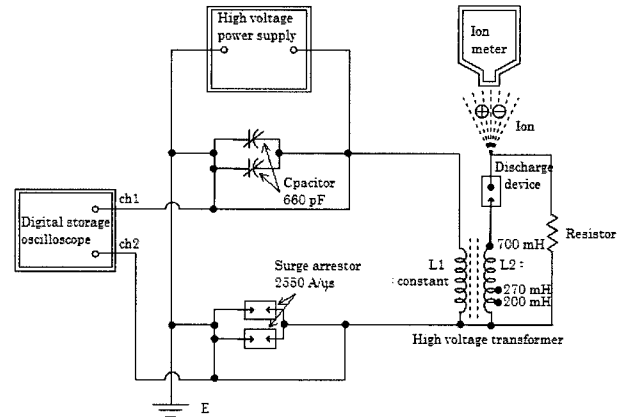 High voltage
power supply
Ion
meter
⊕ ⊖
Ion
Cpacitor
660 pF
Discharge
device
ch1
Digital storage
oscilloscope
ch2
Resistor
700 mH
L1
constant
L2 :
270 mH
200 mH
Surge arrestor
2550 A/μs
High voltage transformer
E